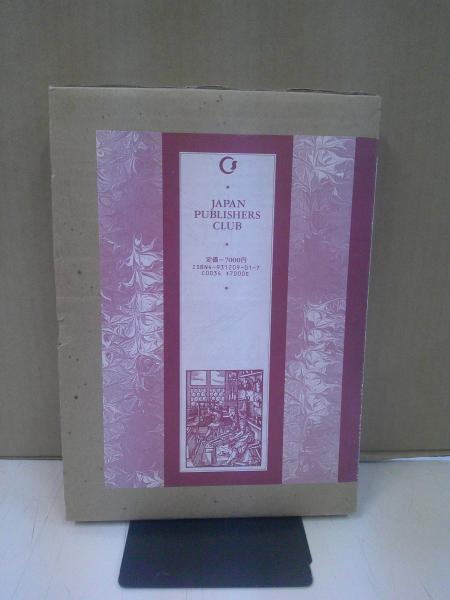 JAPAN
PUBLISHERS
CLUB
定価—7000円
ISBN4-931209-01-7
C0034 ¥7000E